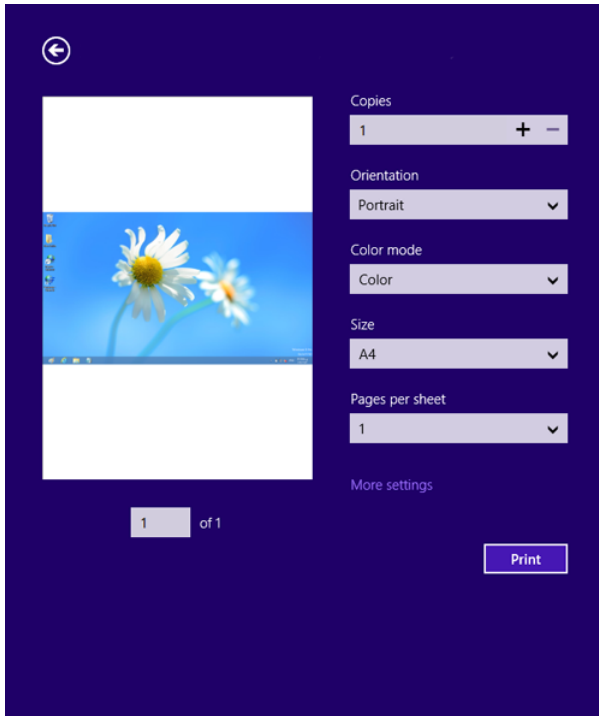 Copies
1
Orientation
Portrait
Color mode
Color
Size
A4
Pages per sheet
1
More settings
1 of 1
Print